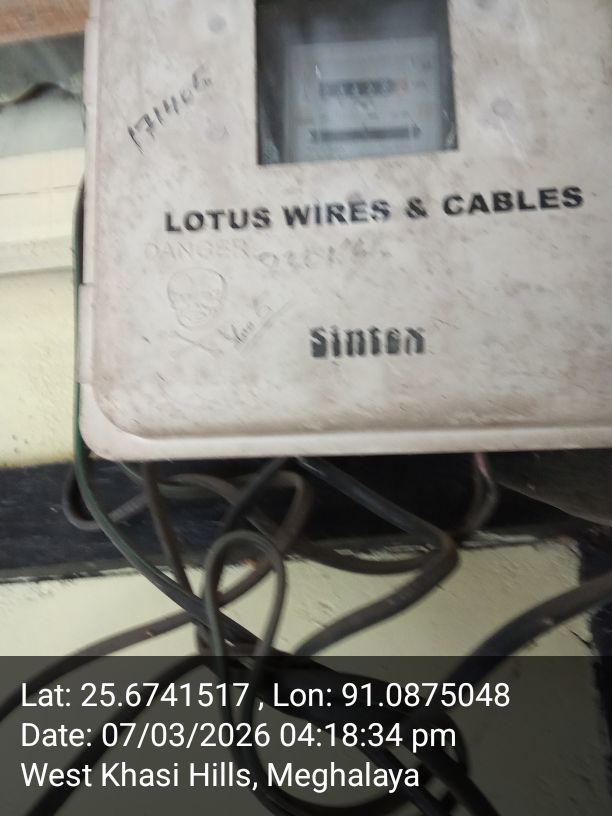 LOTUS WIRES & CABLES
DANGER
Sintex
Lat: 25.6741517 , Lon: 91.0875048
Date: 07/03/2026 04:18:34 pm
West Khasi Hills, Meghalaya